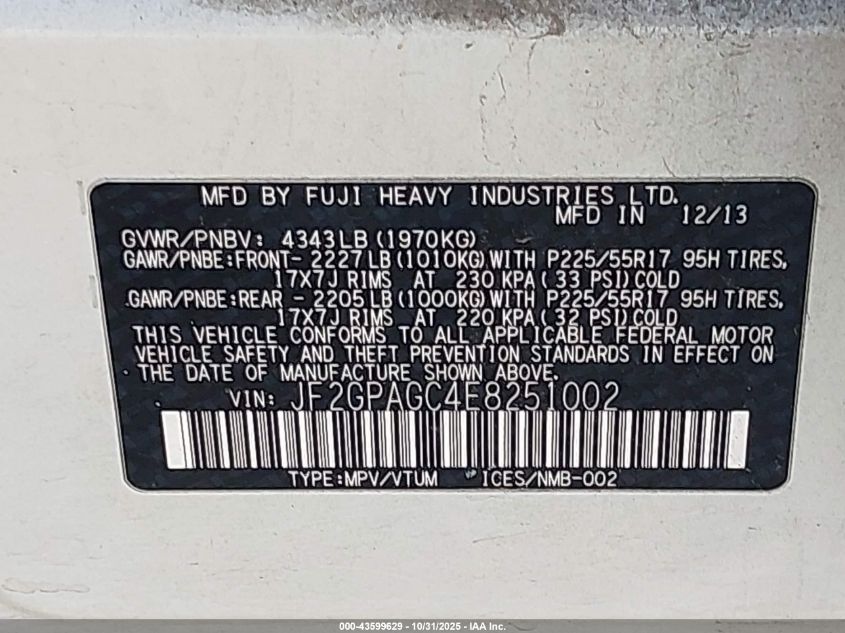 MFD BY FUJI HEAVY INDUSTRIES LTD.
MFD IN 12/13
GVWR/PNBV: 4343LB (1970KG)
GAWR/PNBE:FRONT- 2227LB (1010KG) WITH P225/55R17 95H TIRES,
17X7J RIMS AT 230 KPA (33 PSI) COLD
GAWR/PNBE:REAR - 2205LB (1000KG) WITH P225/55R17 95H TIRES,
17X7J RIMS AT 220 KPA (32 PSI) COLD
THIS VEHICLE CONFORMS TO ALL APPLICABLE FEDERAL MOTOR
VEHICLE SAFETY AND THEFT PREVENTION STANDARDS IN EFFECT ON
THE DATE OF MANUFACTURE SHOWN ABOVE.
VIN: JF2GPAGC4E8251002
TYPE:MPV/VTUM ICES/NMB-002
000-43599629 - 10/31/2025 - IAA Inc.